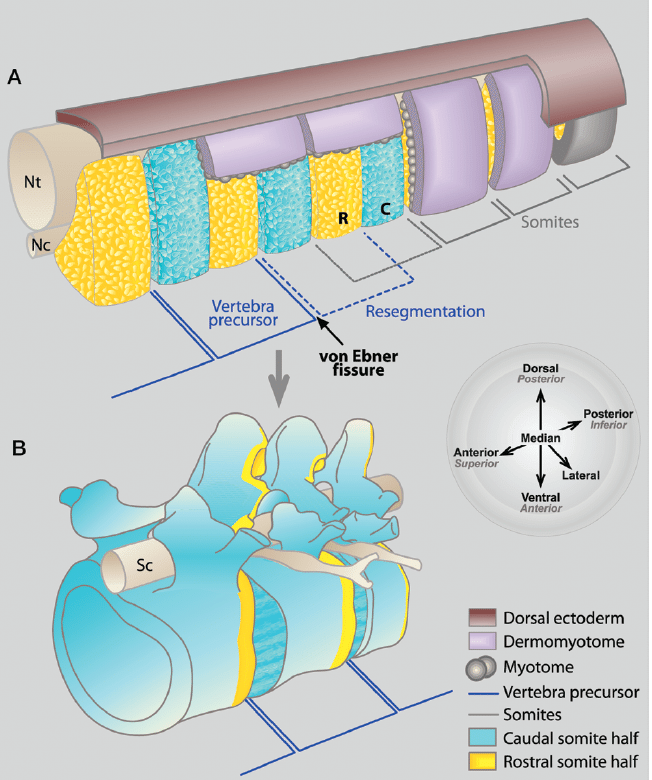 A
Nt
Nc
R
C
Somites
Vertebra
precursor
Resegmentation
von Ebner
fissure
Dorsal
Posterior
Posterior
Inferior
Median
Anterior
Superior
Lateral
Ventral
Anterior
B
Sc
Dorsal ectoderm
Dermomyotome
Myotome
Vertebra precursor
Somites
Caudal somite half
Rostral somite half